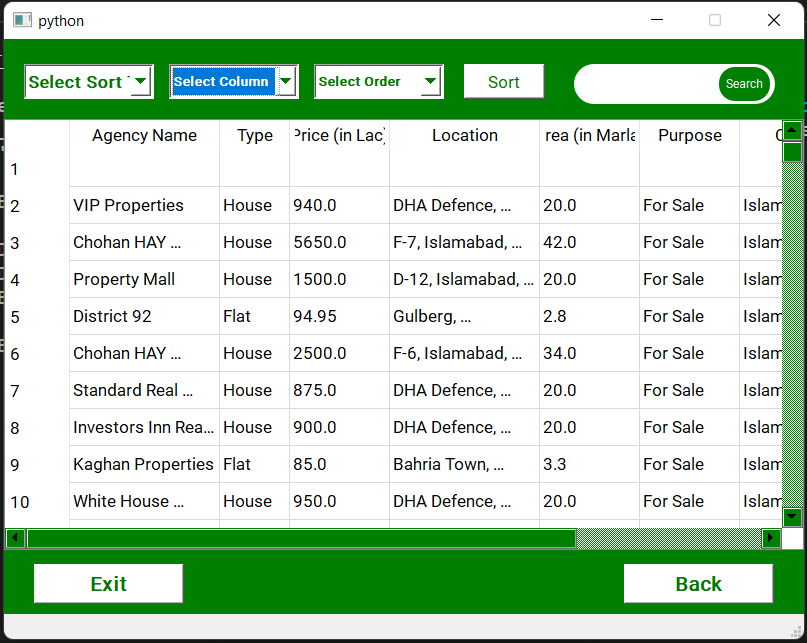 python
Select Sort Select Column Select Order Sort Search
Agency Name Type Price (in Lac) Location rea (in Marla Purpose C
1
2 VIP Properties House 940.0 DHA Defence, ... 20.0 For Sale Islam
3 Chohan HAY ... House 5650.0 F-7, Islamabad, ... 42.0 For Sale Islam
4 Property Mall House 1500.0 D-12, Islamabad, ... 20.0 For Sale Islam
5 District 92 Flat 94.95 Gulberg, ... 2.8 For Sale Islam
6 Chohan HAY ... House 2500.0 F-6, Islamabad, ... 34.0 For Sale Islam
7 Standard Real ... House 875.0 DHA Defence, ... 20.0 For Sale Islam
8 Investors Inn Rea... House 900.0 DHA Defence, ... 20.0 For Sale Islam
9 Kaghan Properties Flat 85.0 Bahria Town, ... 3.3 For Sale Islam
10 White House ... House 950.0 DHA Defence, ... 20.0 For Sale Islam
Exit Back